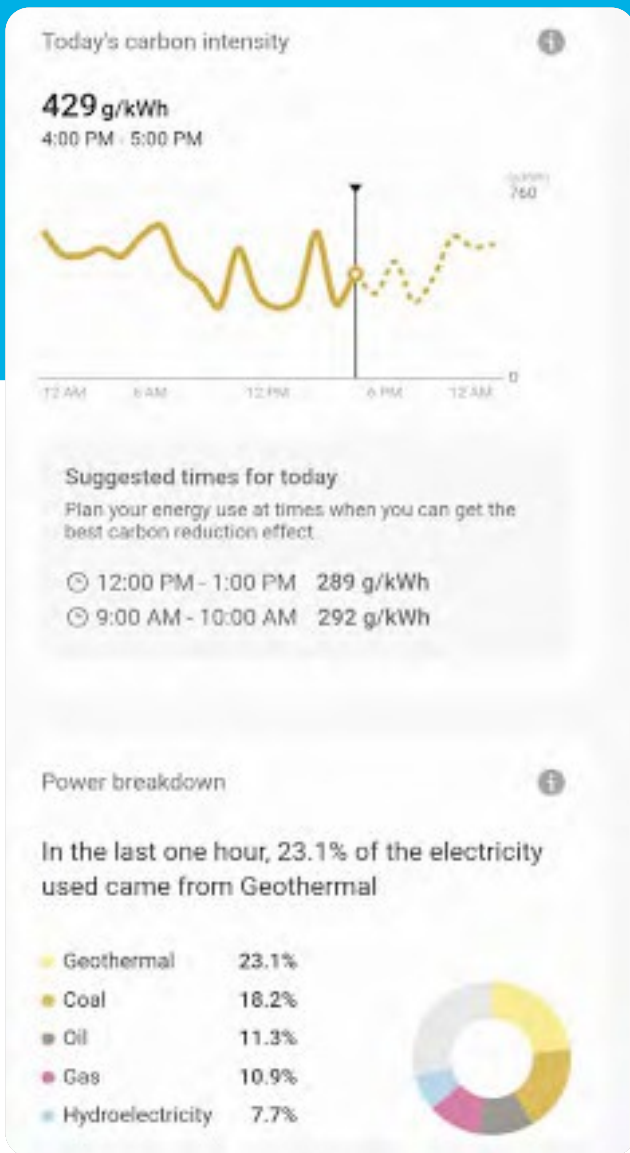 Today's carbon intensity
429 g/kWh
4:00 PM - 5:00 PM
760
0
12 AM 6 AM 12 PM 6 PM 12 AM
Suggested times for today
Plan your energy use at times when you can get the
best carbon reduction effect
12:00 PM - 1:00 PM 289 g/kWh
9:00 AM - 10:00 AM 292 g/kWh
Power breakdown
In the last one hour, 23.1% of the electricity
used came from Geothermal
Geothermal 23.1%
Coal 18.2%
Oil 11.3%
Gas 10.9%
Hydroelectricity 7.7%